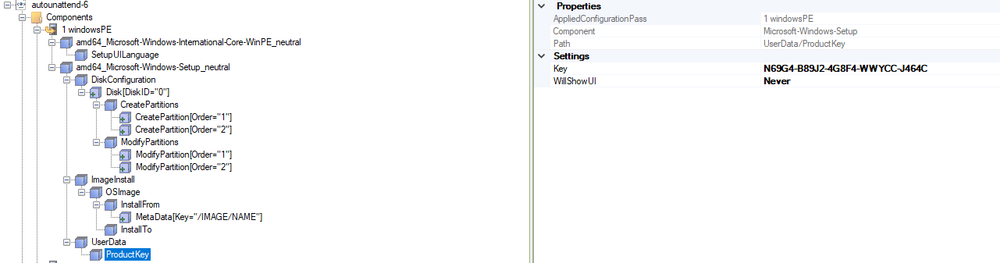 autounattend-6
Components
1 windowsPE
amd64_Microsoft-Windows-International-Core-WinPE_neutral
SetupUILanguage
amd64_Microsoft-Windows-Setup_neutral
DiskConfiguration
Disk[DiskID="0"]
CreatePartitions
CreatePartition[Order="1"]
CreatePartition[Order="2"]
ModifyPartitions
ModifyPartition[Order="1"]
ModifyPartition[Order="2"]
ImageInstall
OSImage
InstallFrom
MetaData[Key="/IMAGE/NAME"]
InstallTo
UserData
ProductKey
Properties
AppliedConfigurationPass 1 windowsPE
Component Microsoft-Windows-Setup
Path UserData/ProductKey
Settings
Key N69G4-B89J2-4G8F4-WWYCC-J464C
WillShowUI Never